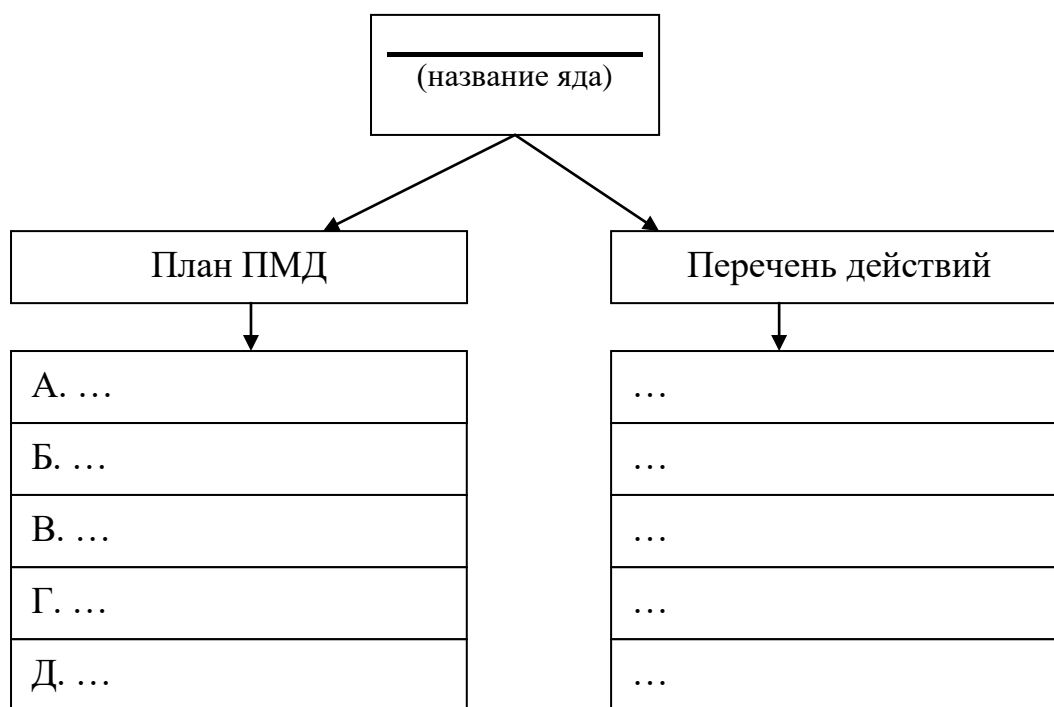 (название яда)
План ПМД
Перечень действий
А. …
…
Б. …
…
В. …
…
Г. …
…
Д. …
…